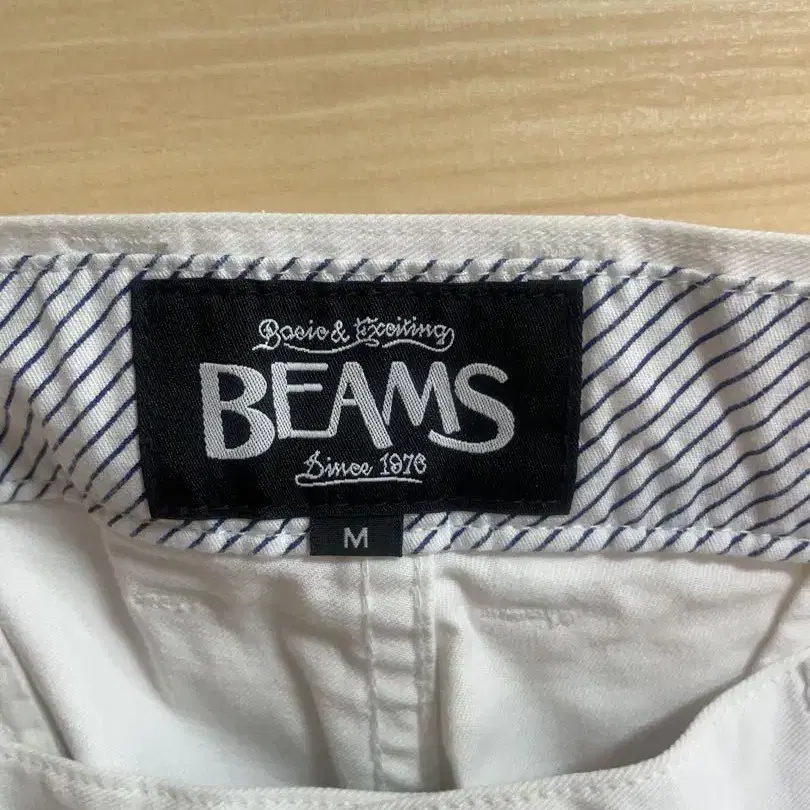 Basic & Exciting
BEAMS
Since 1976
M